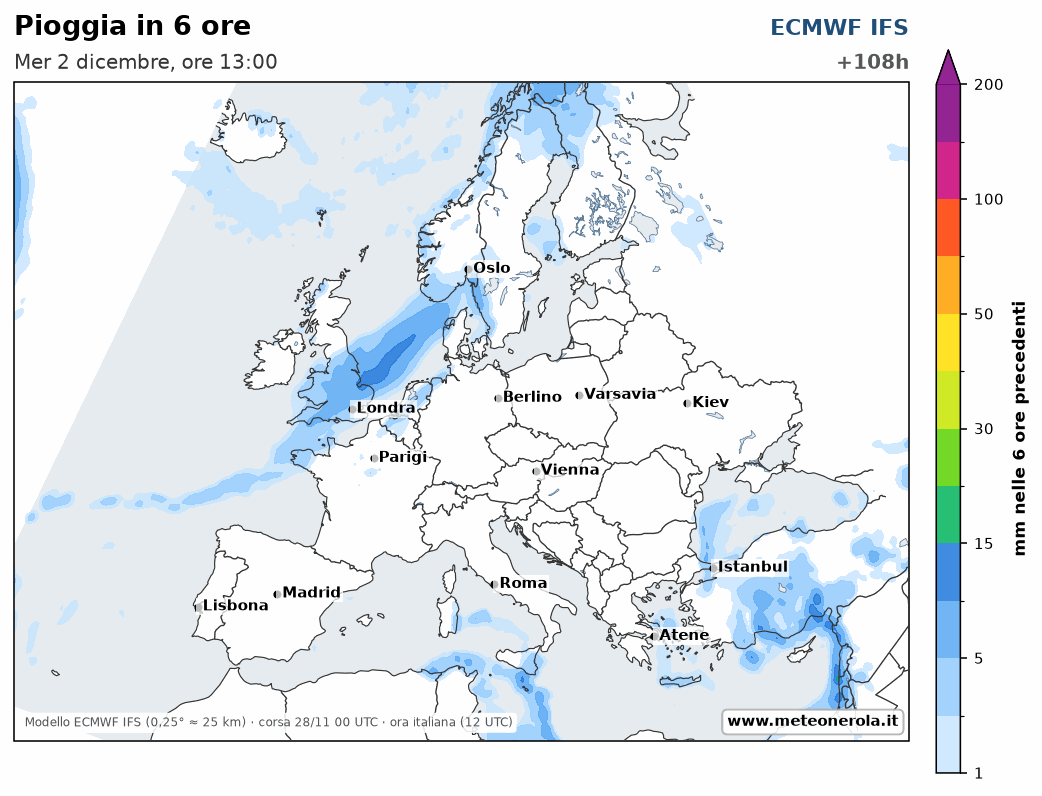 Pioggia in 6 ore
ECMWF IFS
Mer 2 dicembre, ore 13:00
+108h
200
100
50
30
15
5
1
mm nelle 6 ore precedenti
Oslo
Londra
Berlino
Varsavia
Kiev
Parigi
Vienna
Istanbul
Roma
Madrid
Lisbona
Atene
Modello ECMWF IFS (0,25° ≈ 25 km) · corsa 28/11 00 UTC · ora italiana (12 UTC)
www.meteonerola.it